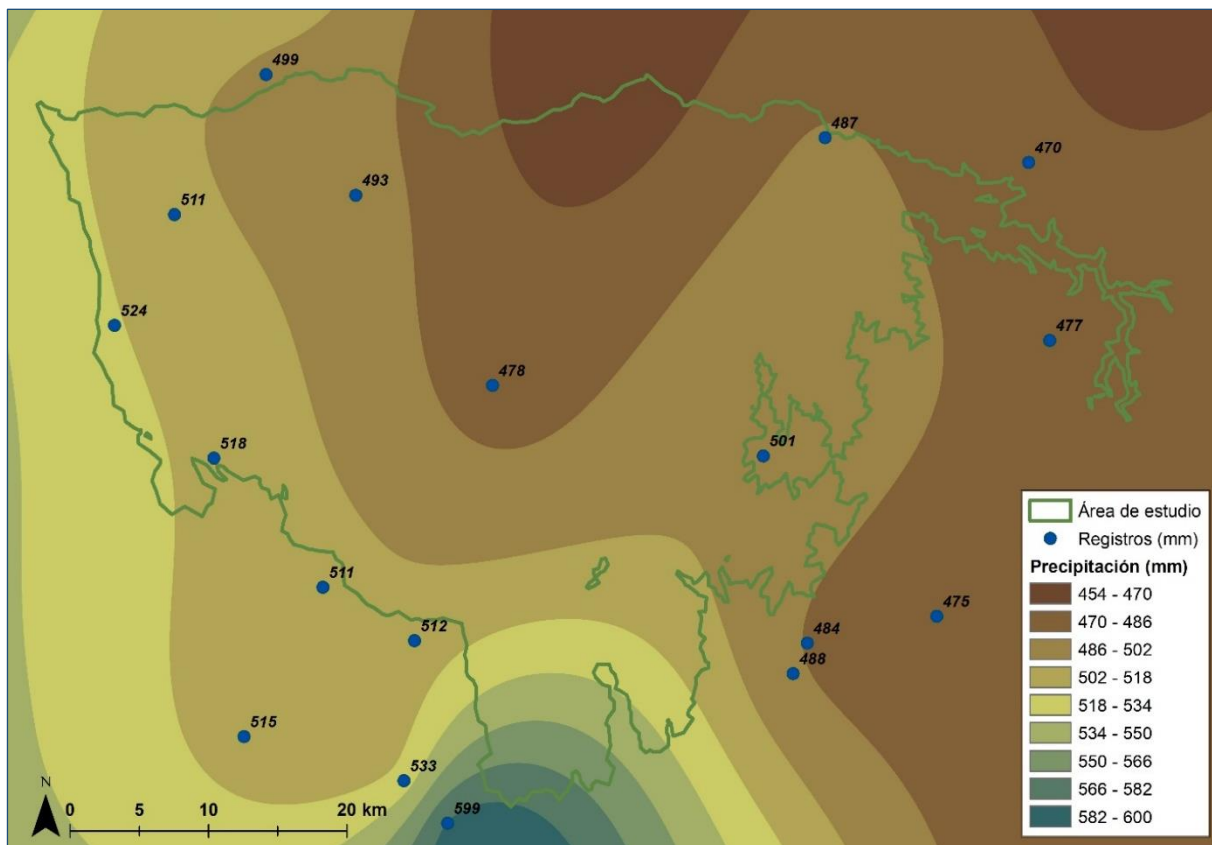 499
487
470
493
511
524
477
478
518
501
511
512
475
484
488
515
533
599
N
0 5 10 20 km
Área de estudio
Registros (mm)
Precipitación (mm)
454 - 470
470 - 486
486 - 502
502 - 518
518 - 534
534 - 550
550 - 566
566 - 582
582 - 600